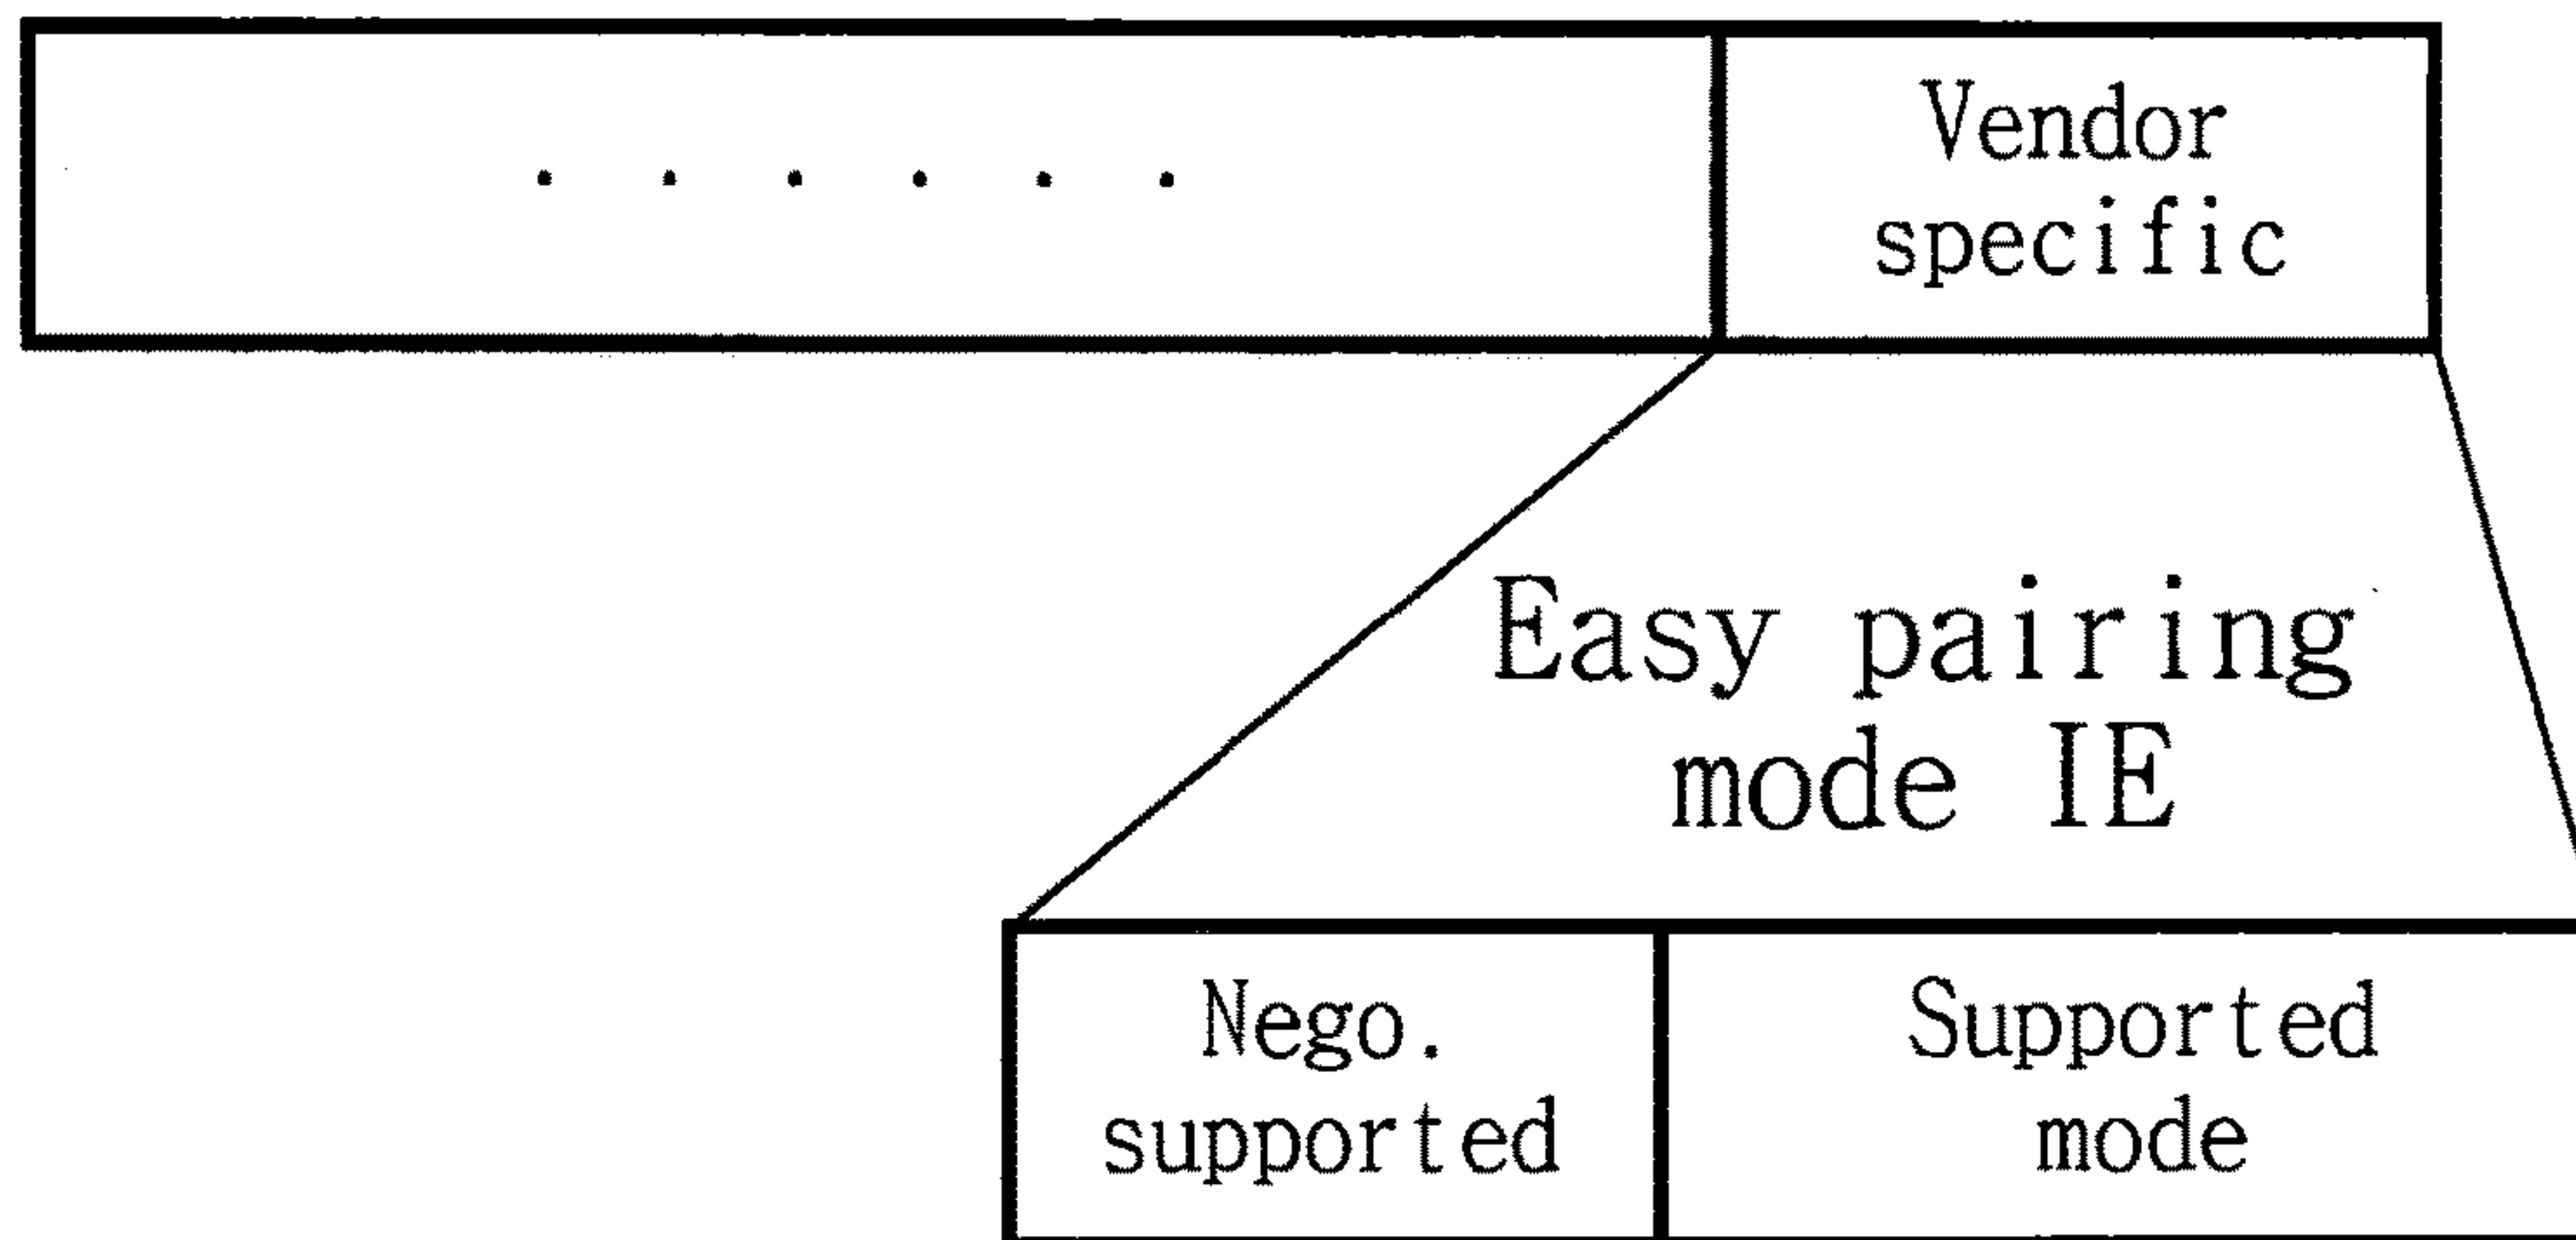 . . . . . .
Vendor
specific
Easy pairing
mode IE
Nego.
supported
Supported
mode